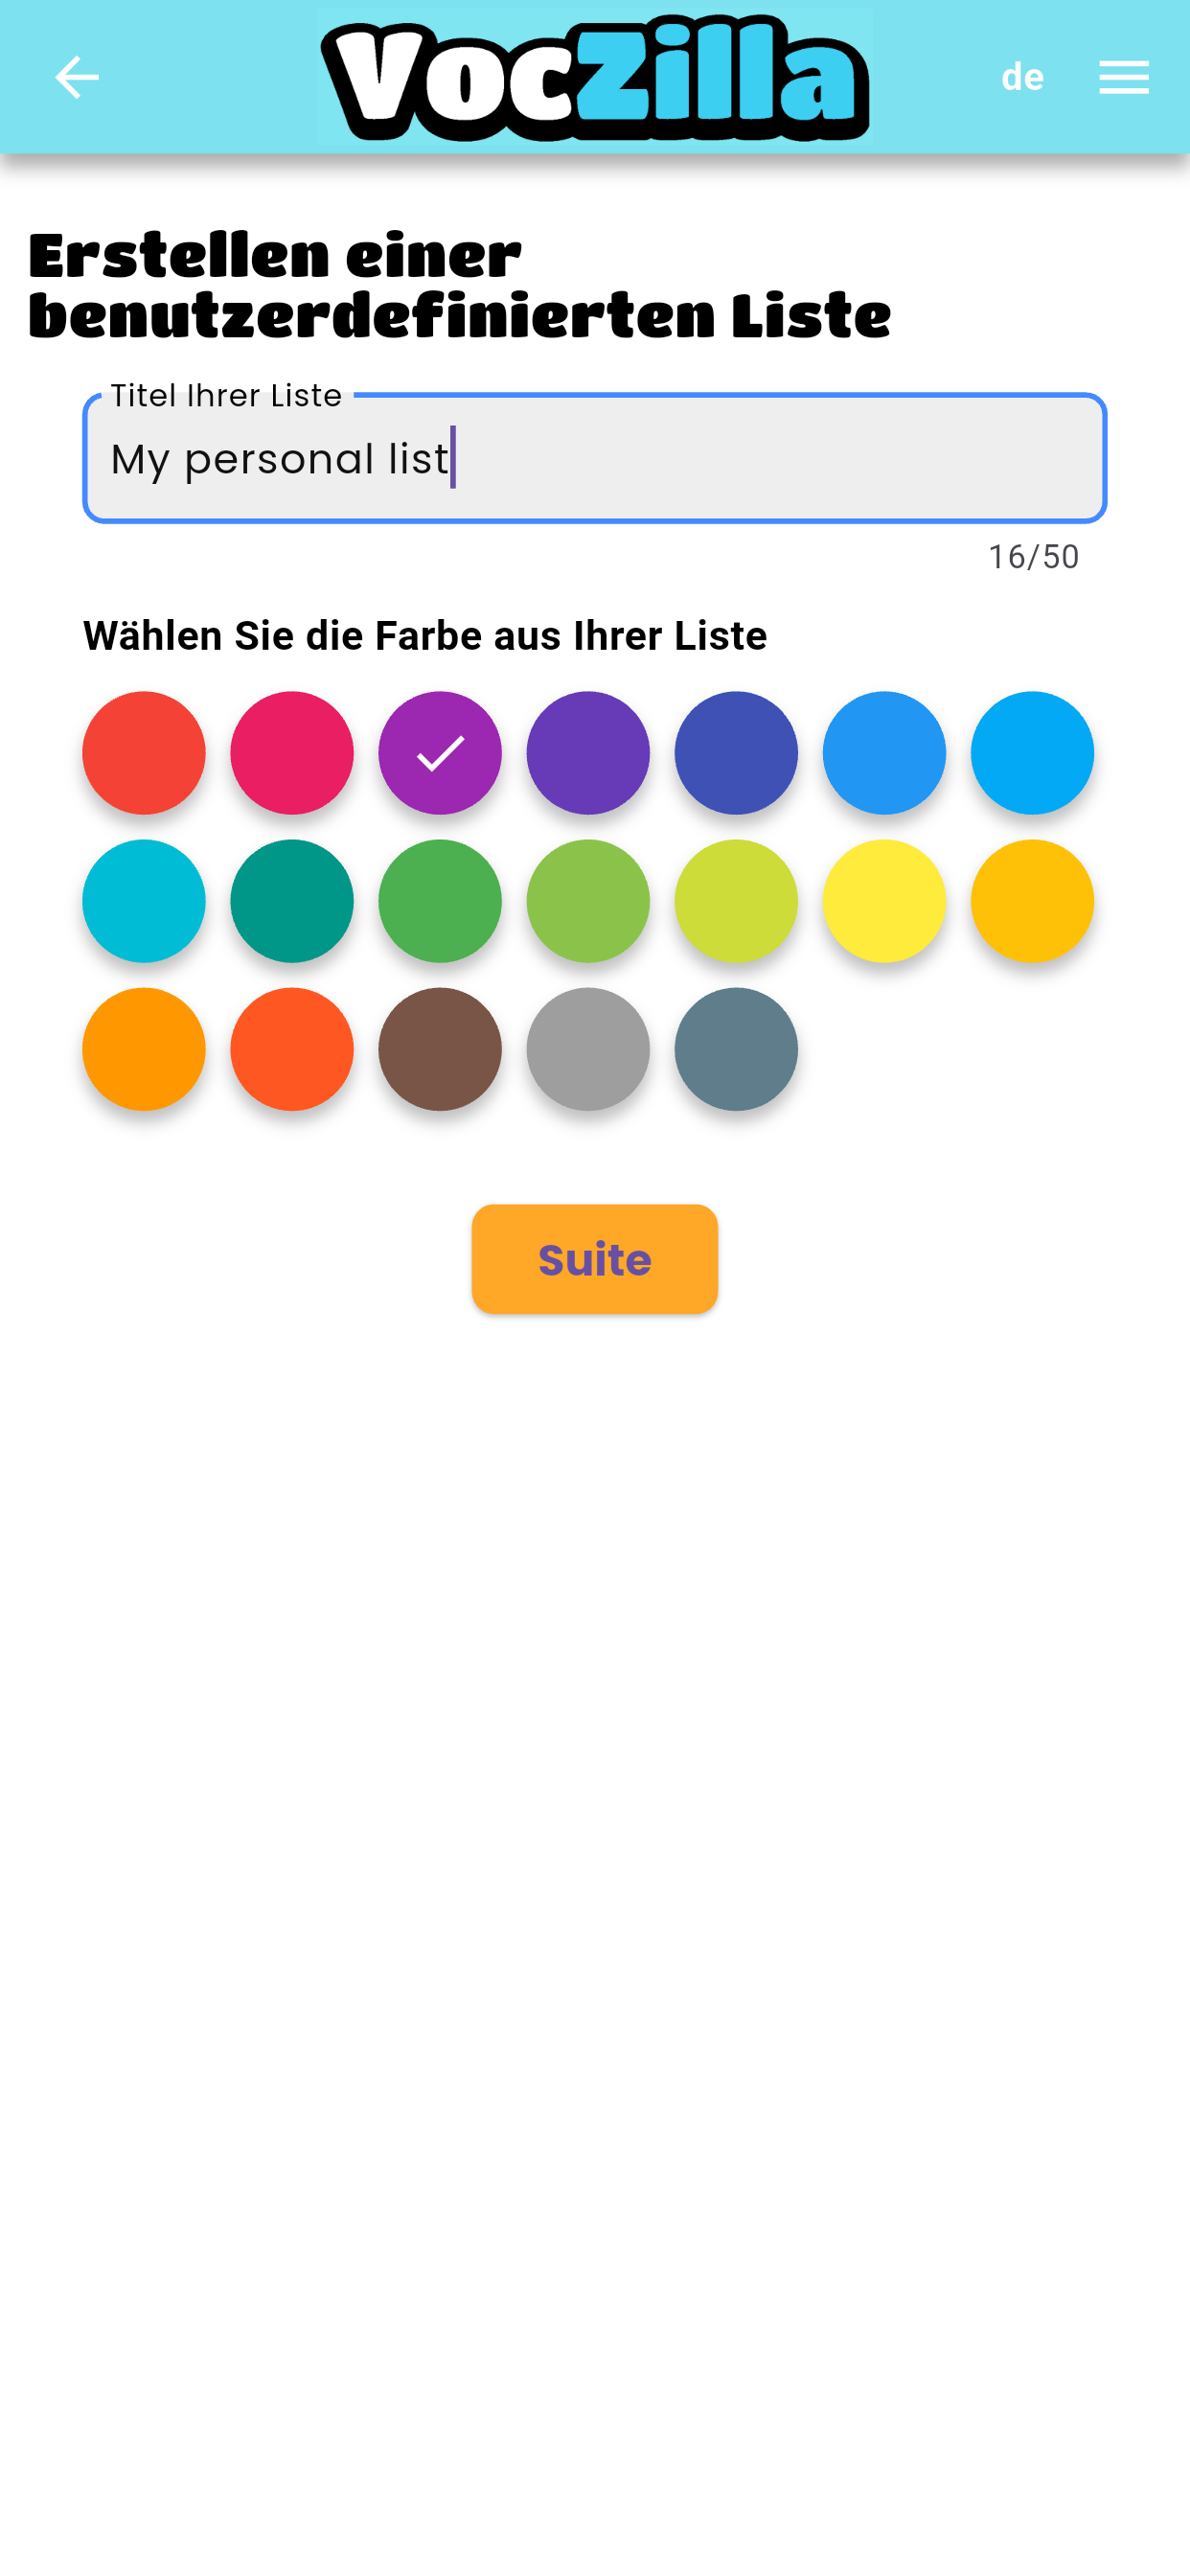 VocZilla
de
Erstellen einer
benutzerdefinierten Liste
Titel Ihrer Liste
My personal list
16/50
Wählen Sie die Farbe aus Ihrer Liste
Suite